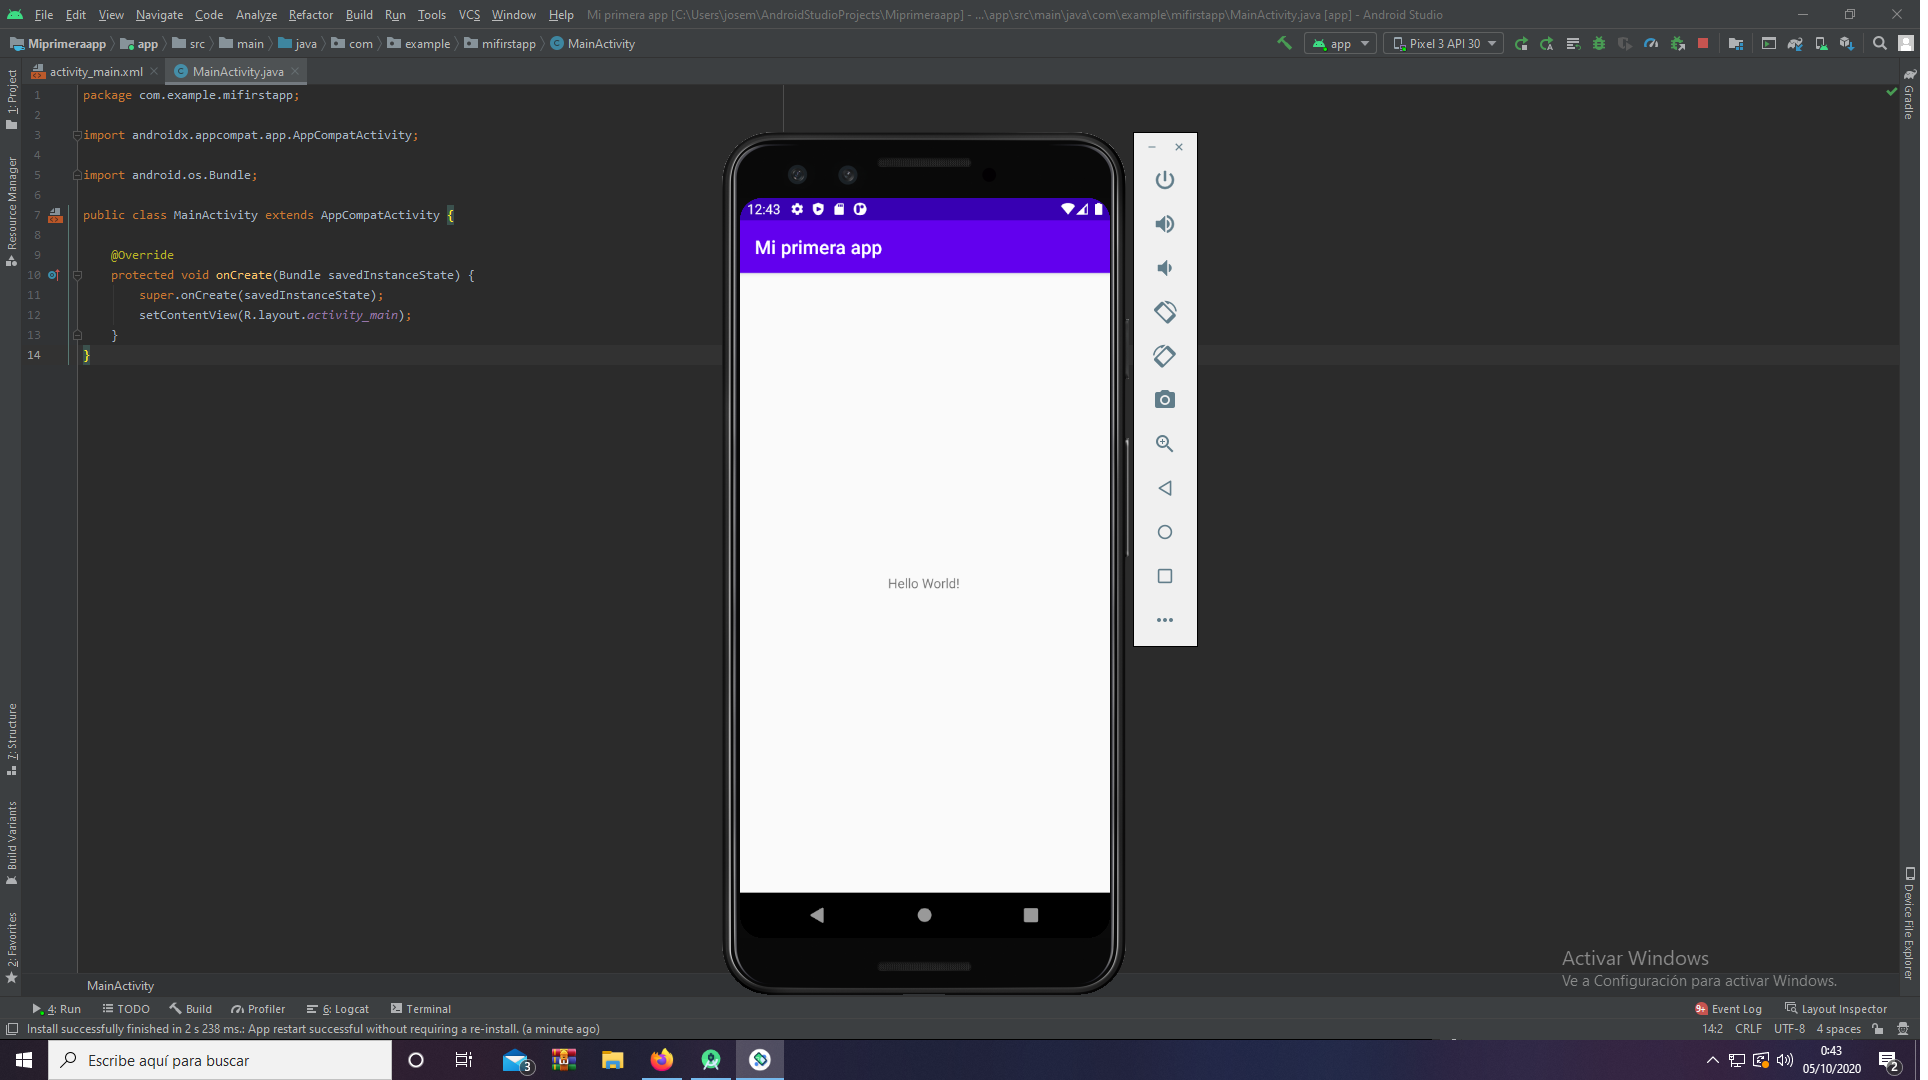 File Edit View Navigate Code Analyze Refactor Build Run Tools VCS Window Help Mi primera app [C:\Users\josem\AndroidStudioProjects\Miprimeraapp] - ...\app\src\main\java\com\example\mifirstapp\MainActivity.java [app] - Android Studio
Miprimeraapp app src main java com example mifirstapp MainActivity
app Pixel 3 API 30
activity_main.xml MainActivity.java
1 package com.example.mifirstapp;
2
3 import androidx.appcompat.app.AppCompatActivity;
4
5 import android.os.Bundle;
6
7 public class MainActivity extends AppCompatActivity {
8
9 @Override
10 protected void onCreate(Bundle savedInstanceState) {
11 super.onCreate(savedInstanceState);
12 setContentView(R.layout.activity_main);
13 }
14 }
1: Project
Resource Manager
7: Structure
Build Variants
2: Favorites
Gradle
Device File Explorer
12:43
Mi primera app
Hello World!
Activar Windows
Ve a Configuración para activar Windows.
MainActivity
4: Run TODO Build Profiler 6: Logcat Terminal
9+ Event Log Layout Inspector
Install successfully finished in 2 s 238 ms.: App restart successful without requiring a re-install. (a minute ago)
14:2 CRLF UTF-8 4 spaces
Escribe aquí para buscar
3
0:43
05/10/2020
2